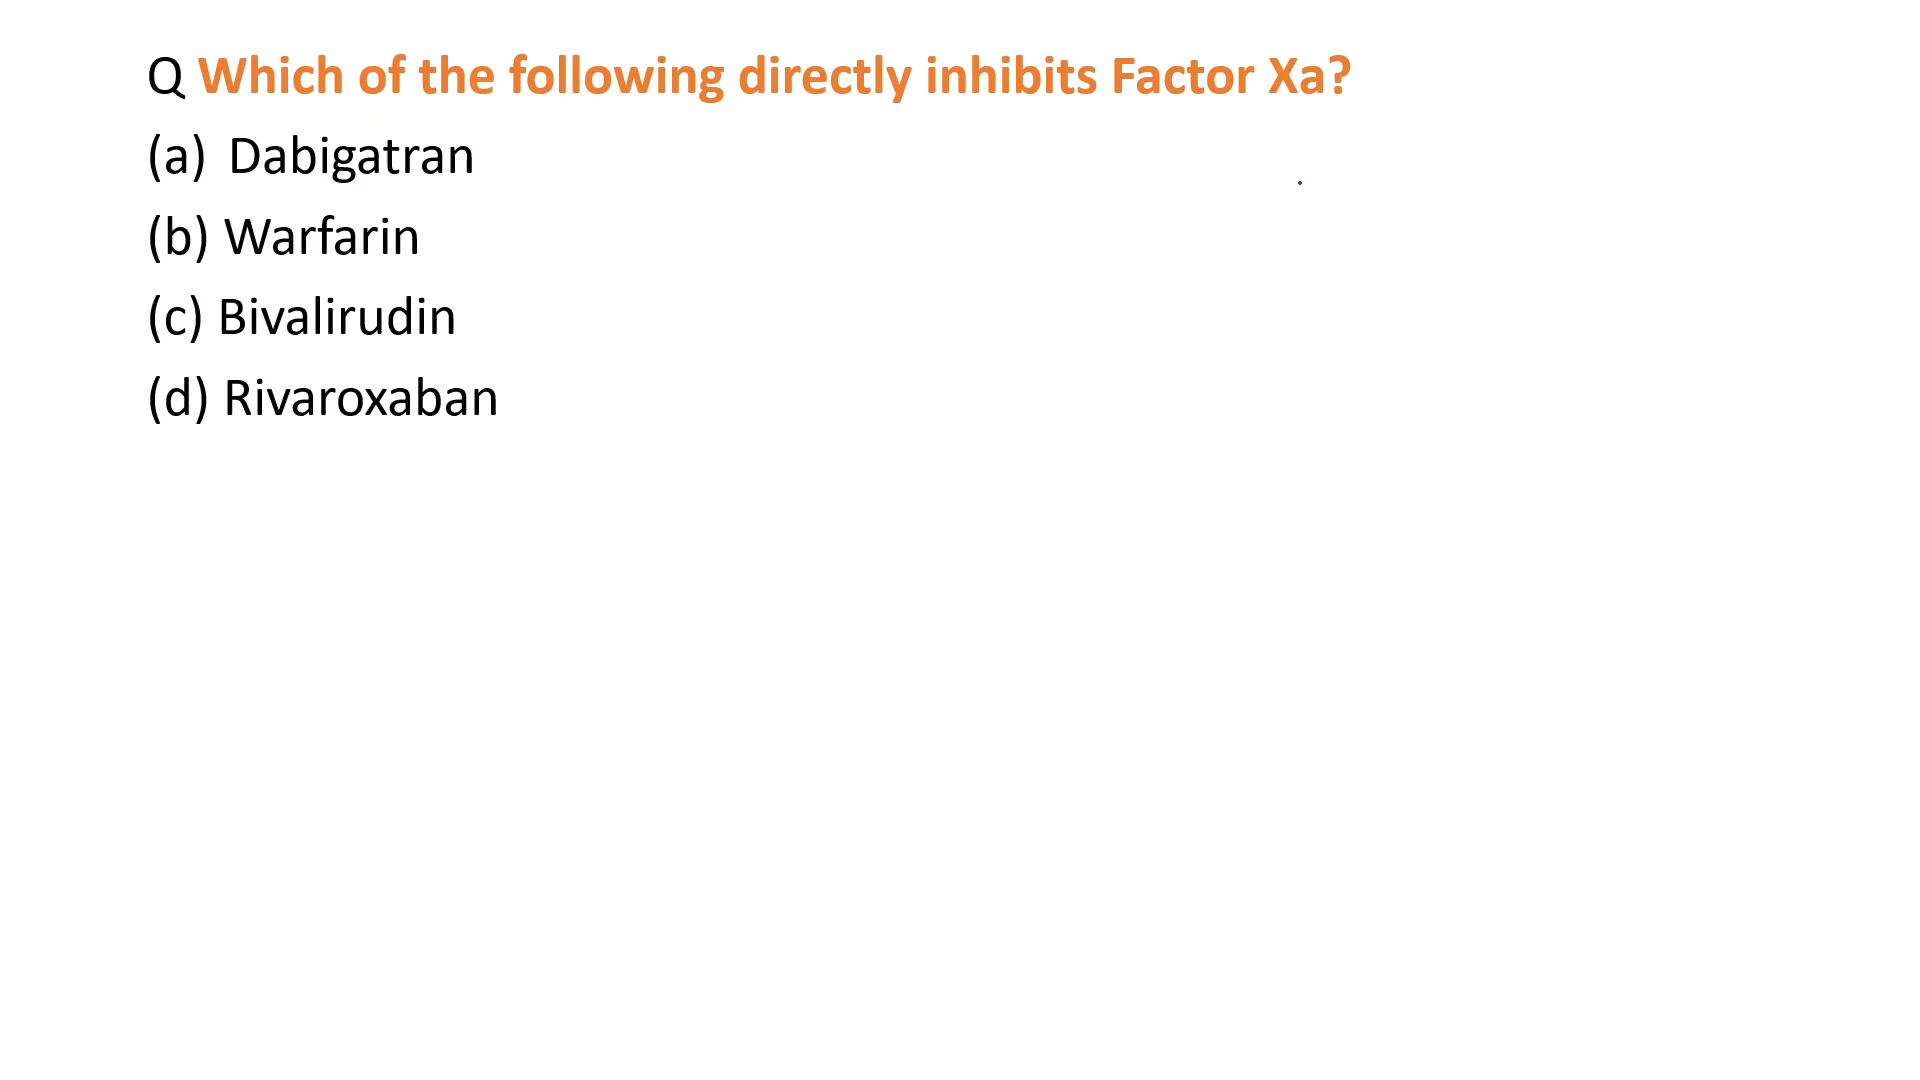 Q Which of the following directly inhibits Factor Xa?
(a) Dabigatran
(b) Warfarin
(c) Bivalirudin
(d) Rivaroxaban